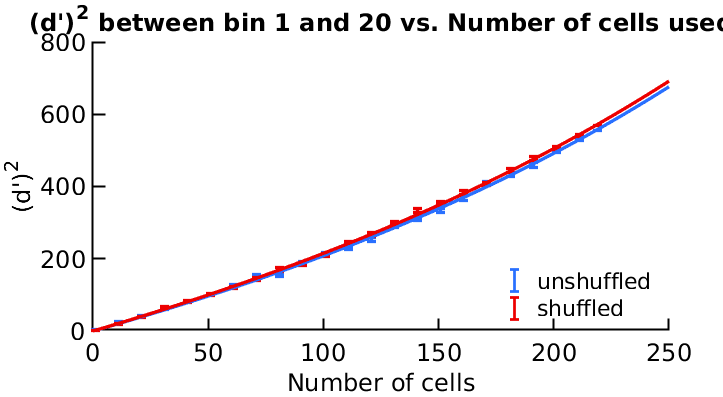 (d')² between bin 1 and 20 vs. Number of cells used
800
600
400
200
0
(d')²
unshuffled
shuffled
0 50 100 150 200 250
Number of cells